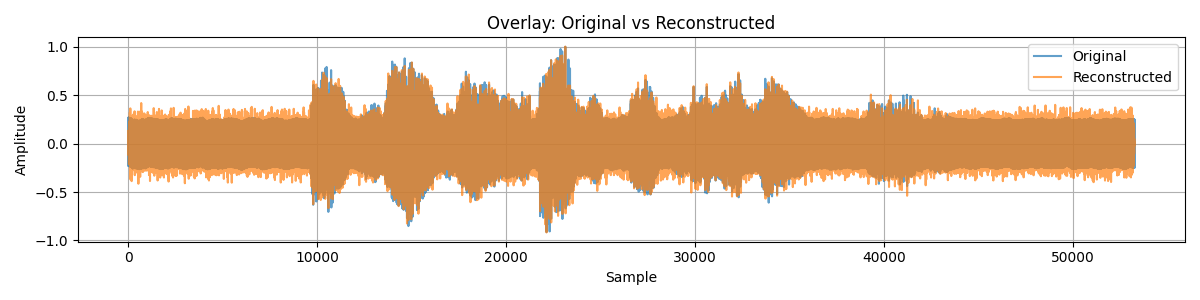 Overlay: Original vs Reconstructed
Original
Reconstructed
Amplitude
1.0
0.5
0.0
−0.5
−1.0
0
10000
20000
30000
40000
50000
Sample